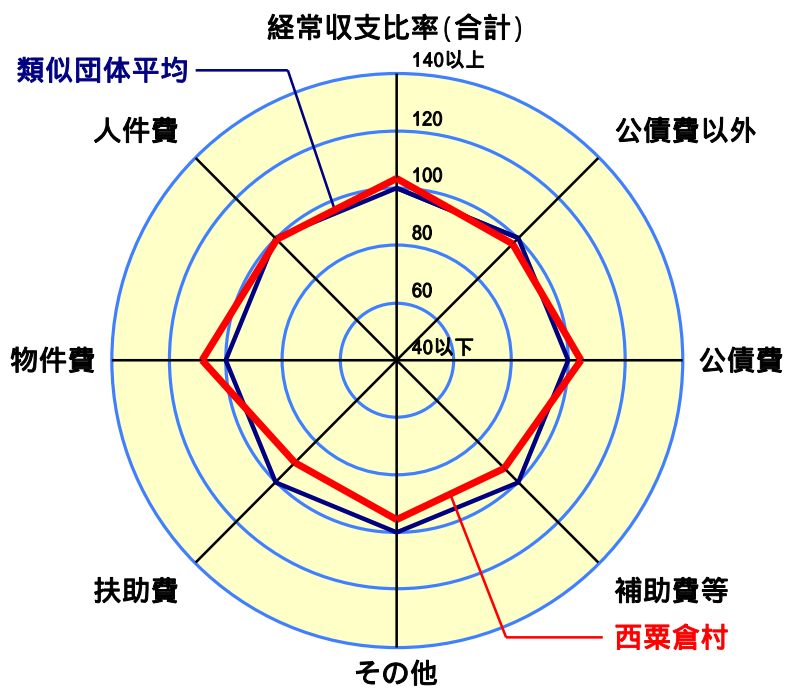 経常収支比率(合計)
140以上
類似団体平均
120
人件費
公債費以外
100
80
60
40以下
物件費
公債費
扶助費
補助費等
西粟倉村
その他